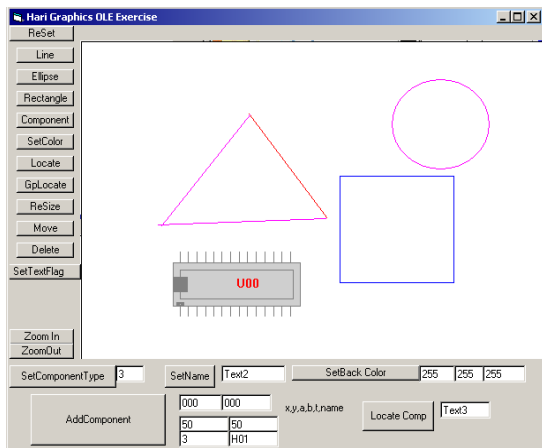 Hari Graphics OLE Exercise
ReSet
Line
Ellipse
Rectangle
Component
SetColor
Locate
GpLocate
ReSize
Move
Delete
SetTextFlag
U00
Zoom In
ZoomOut
SetComponentType 3 SetName Text2 SetBack Color 255 255 255
AddComponent 000 000 x,y,a,b,t,name Locate Comp Text3
50 50
3 H01